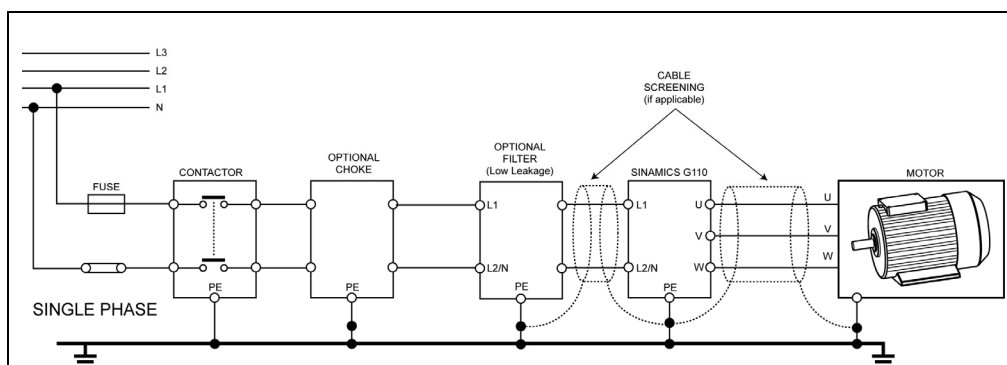 L3
L2
L1
N
CABLE
SCREENING
(if applicable)
FUSE
CONTACTOR
OPTIONAL
CHOKE
OPTIONAL
FILTER
(Low Leakage)
SINAMICS G110
MOTOR
L1
L1
U
U
V
V
W
L2/N
L2/N
W
PE
PE
PE
SINGLE PHASE